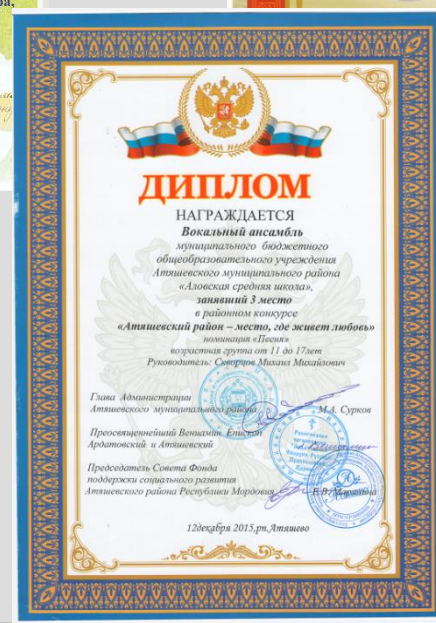 ДИПЛОМ
НАГРАЖДАЕТСЯ
Вокальный ансамбль
муниципального бюджетного
общеобразовательного учреждения
Атяшевского муниципального района
«Аловская средняя школа»,
занявший 3 место
в районном конкурсе
«Атяшевский район – место, где живет любовь»
номинация «Песня»
возрастная группа от 11 до 17лет
Руководитель: Скворцов Михаил Михайлович
Глава Администрации
Атяшевского муниципального района М.А. Сурков
Преосвященнейший Вениамин Епископ
Ардатовский и Атяшевский
Председатель Совета Фонда
поддержки социального развития
Атяшевского района Республики Мордовия Е.В.
12декабря 2015,рп.Атяшево